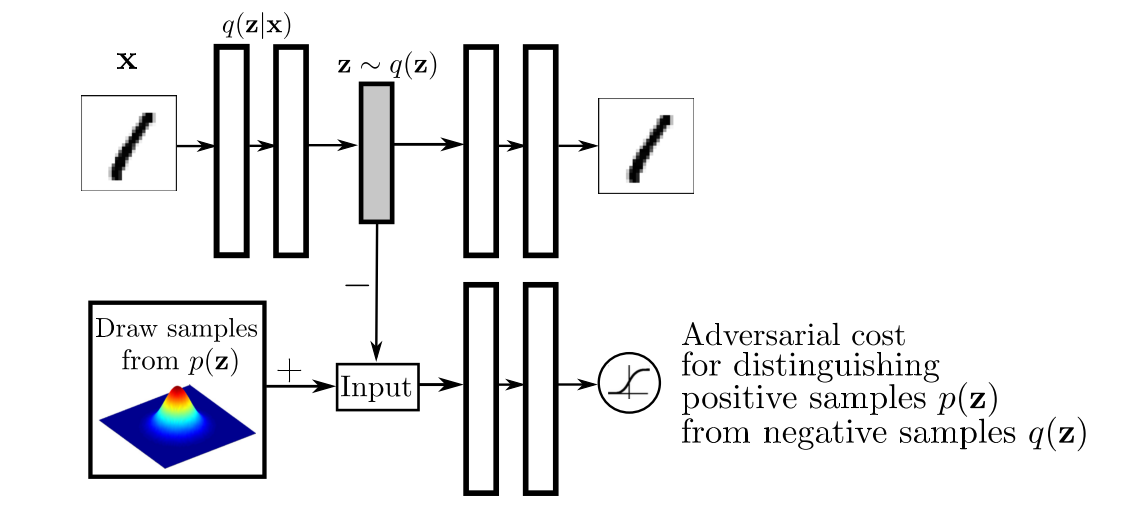 q(z|x)
x
z ∼ q(z)
−
Draw samples
from p(z)
+
Input
Adversarial cost
for distinguishing
positive samples p(z)
from negative samples q(z)